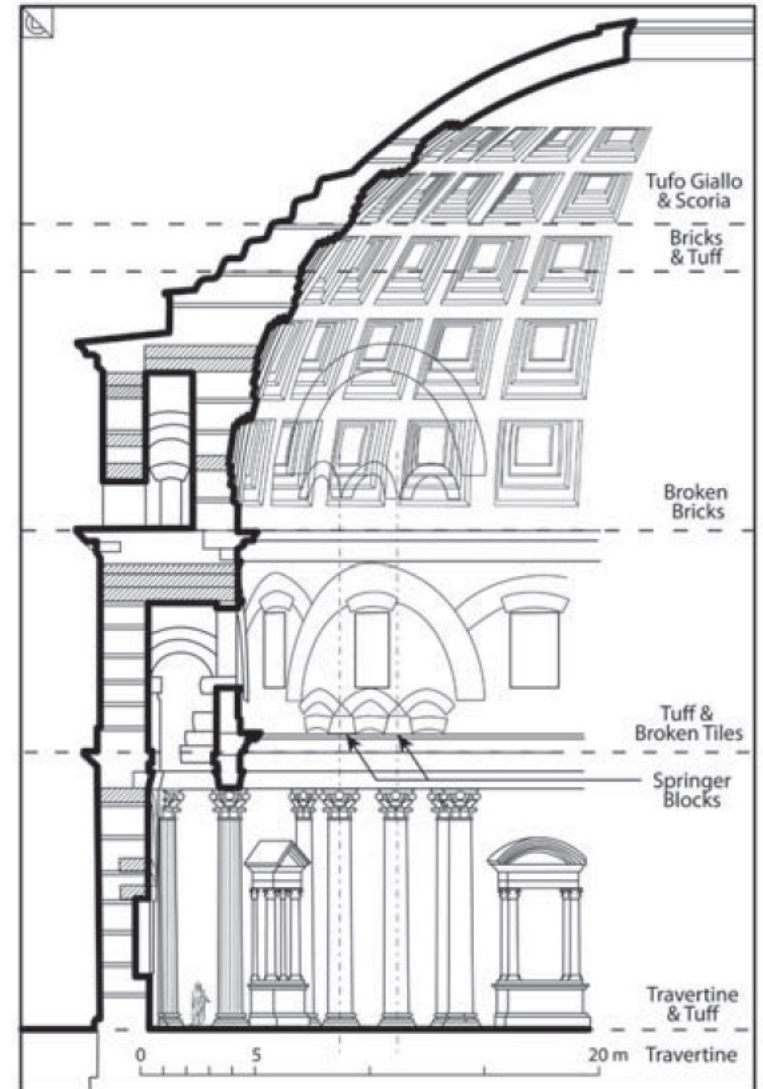 Tufo Giallo
& Scoria
Bricks
& Tuff
Broken
Bricks
Tuff &
Broken Tiles
Springer
Blocks
Travertine
& Tuff
0 5 20 m
Travertine